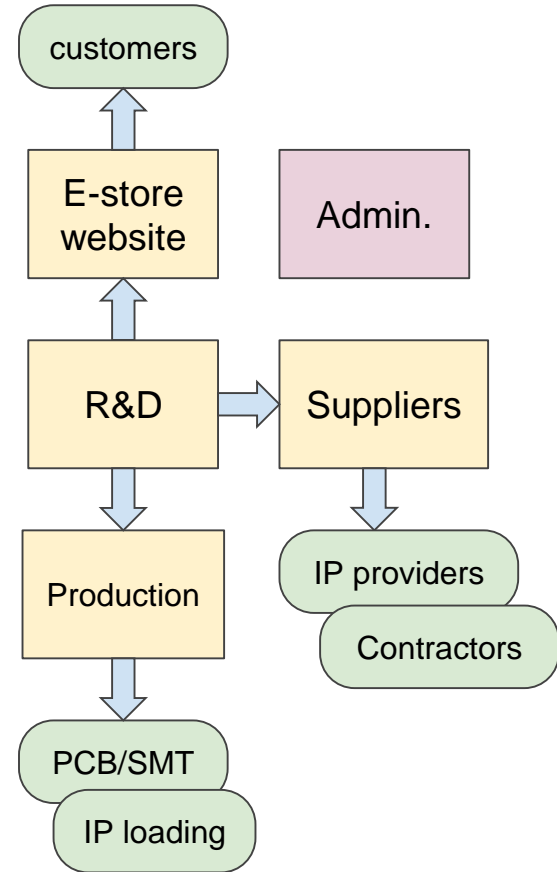 customers
E-store
website
Admin.
R&D
Suppliers
Production
IP providers
Contractors
PCB/SMT
IP loading